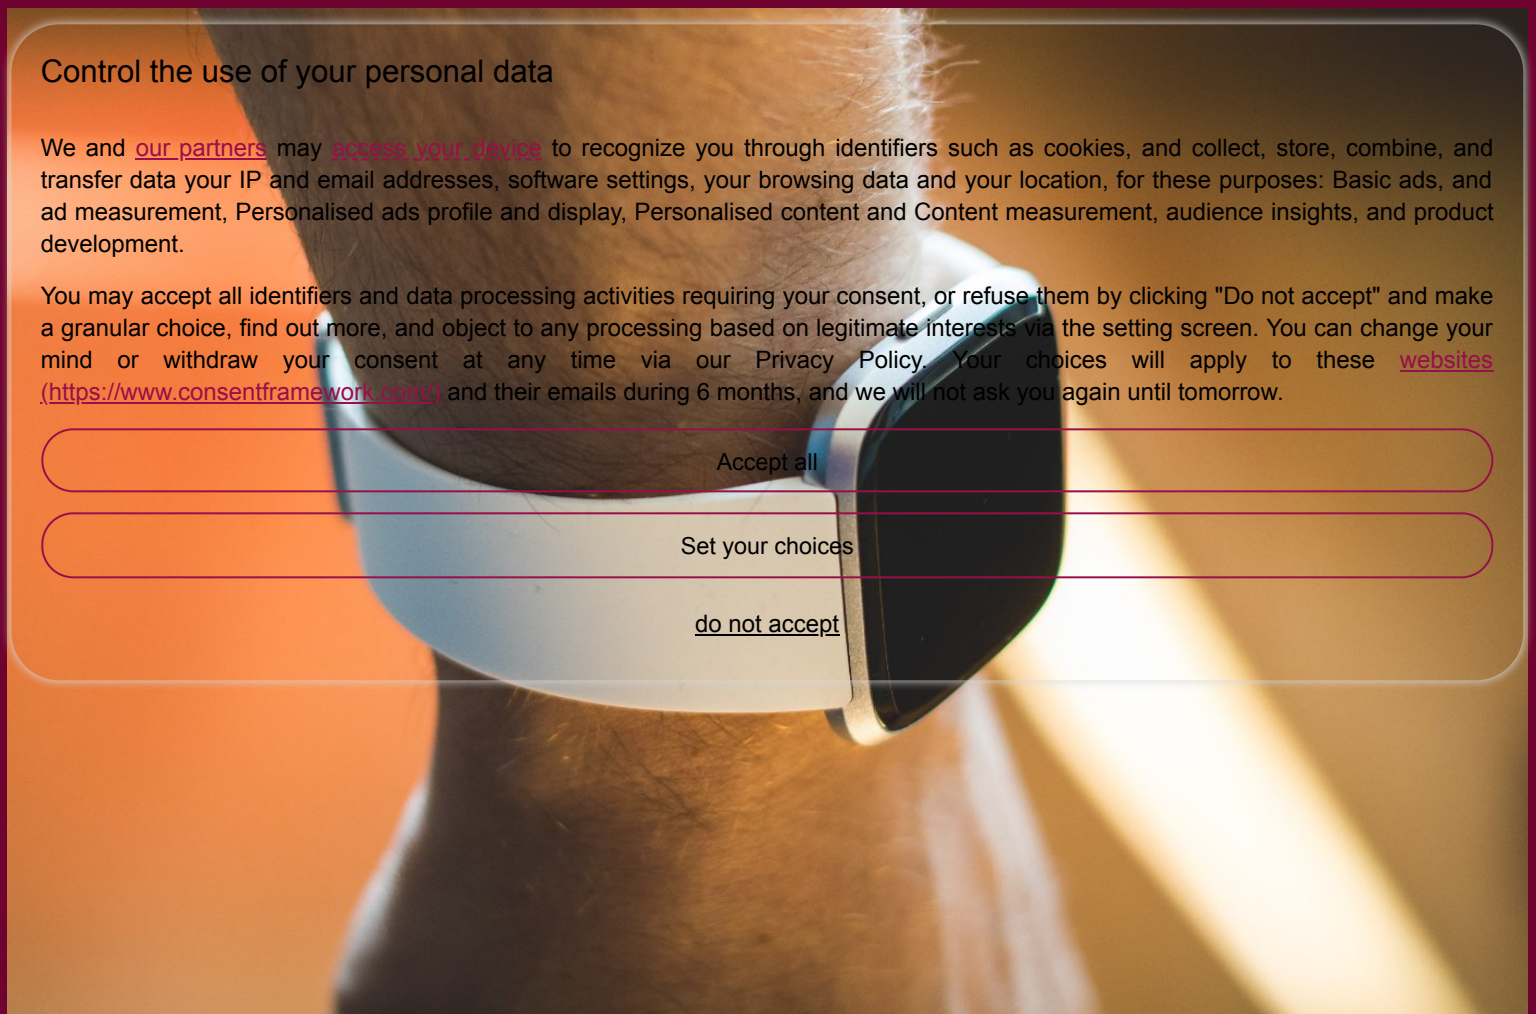 Control the use of your personal data
We and our partners may access your device to recognize you through identifiers such as cookies, and collect, store, combine, and
transfer data your IP and email addresses, software settings, your browsing data and your location, for these purposes: Basic ads, and
ad measurement, Personalised ads profile and display, Personalised content and Content measurement, audience insights, and product
development.
You may accept all identifiers and data processing activities requiring your consent, or refuse them by clicking "Do not accept" and make
a granular choice, find out more, and object to any processing based on legitimate interests via the setting screen. You can change your
mind or withdraw your consent at any time via our Privacy Policy. Your choices will apply to these websites
(https://www.consentframework.com/) and their emails during 6 months, and we will not ask you again until tomorrow.
Accept all
Set your choices
do not accept